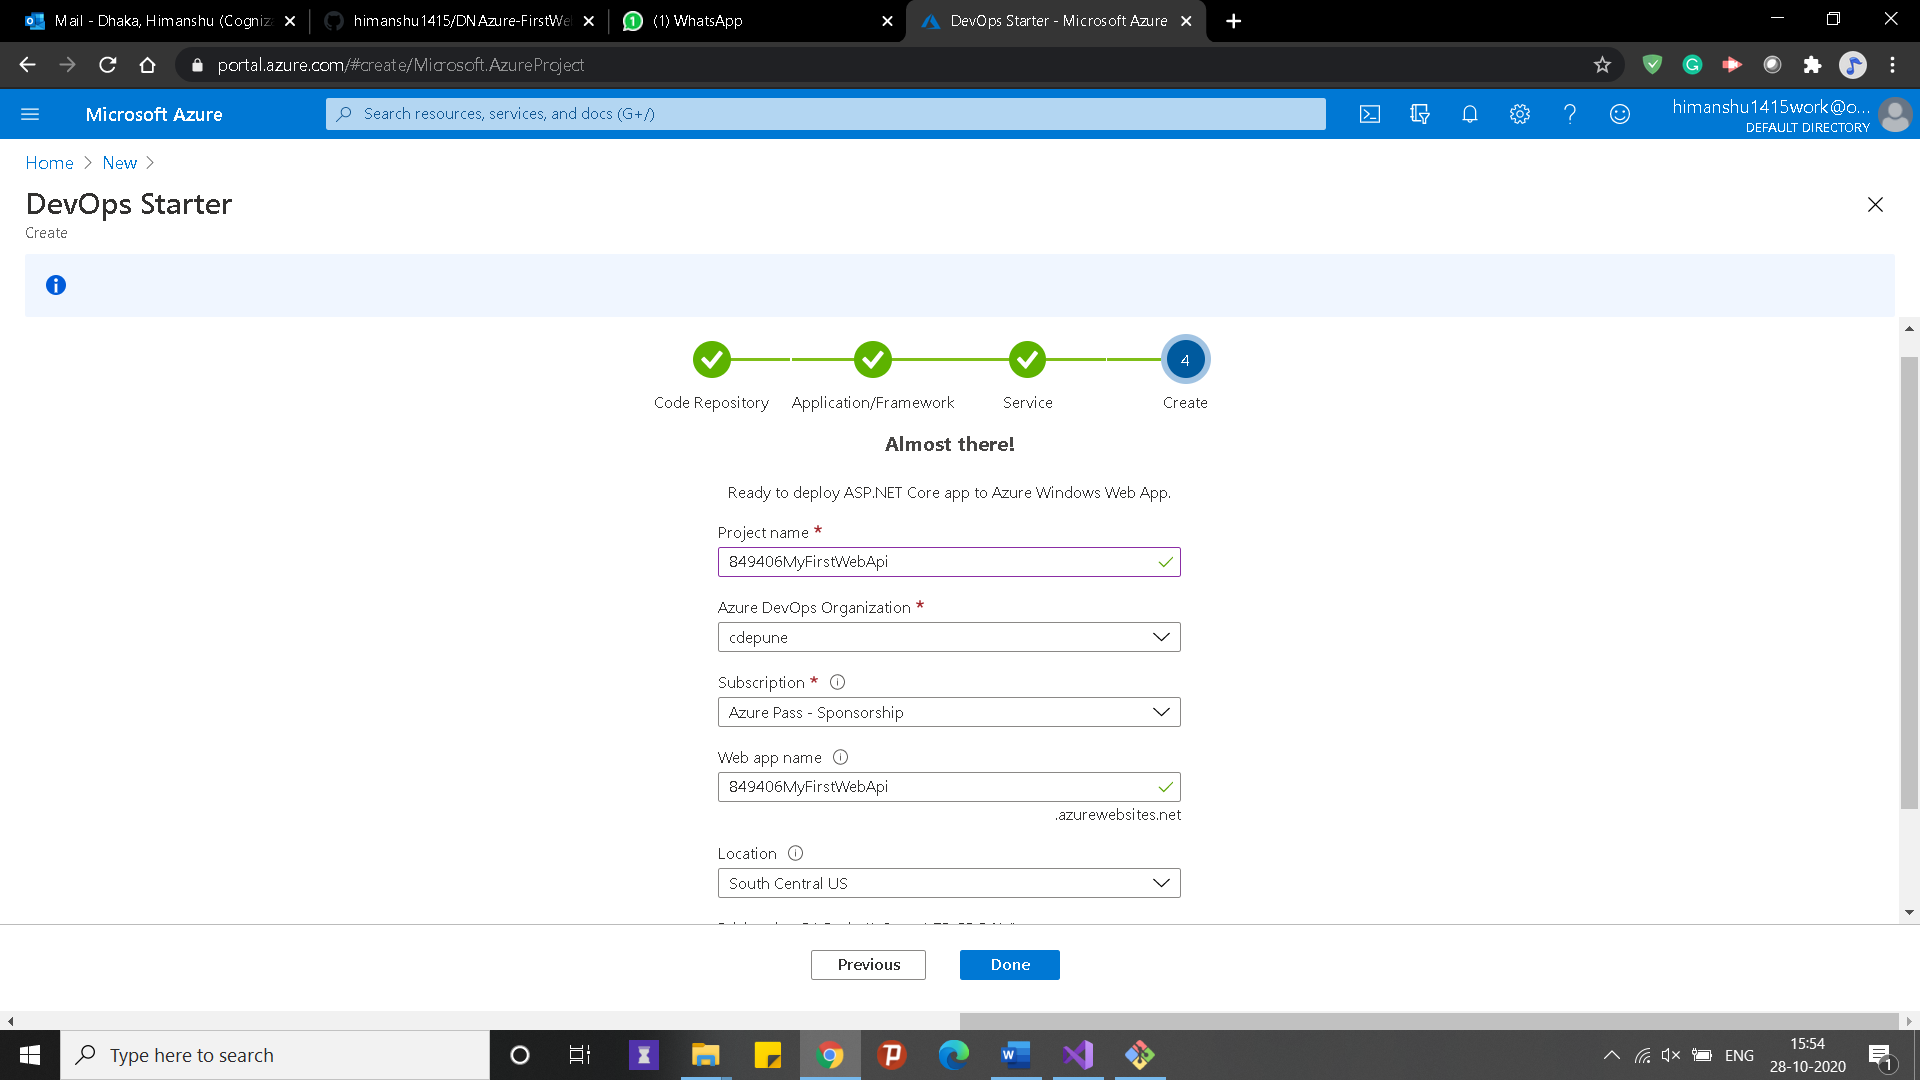 Mail - Dhaka, Himanshu (Cogniz
himanshu1415/DNAzure-FirstWe
(1) WhatsApp
DevOps Starter - Microsoft Azure
portal.azure.com/#create/Microsoft.AzureProject
Microsoft Azure
Search resources, services, and docs (G+/)
himanshu1415work@o...
DEFAULT DIRECTORY
Home > New >
DevOps Starter
Create
4
Code Repository
Application/Framework
Service
Create
Almost there!
Ready to deploy ASP.NET Core app to Azure Windows Web App.
Project name *
849406MyFirstWebApi
Azure DevOps Organization *
cdepune
Subscription *
Azure Pass - Sponsorship
Web app name
849406MyFirstWebApi
.azurewebsites.net
Location
South Central US
Previous
Done
Type here to search
ENG
15:54
28-10-2020
1